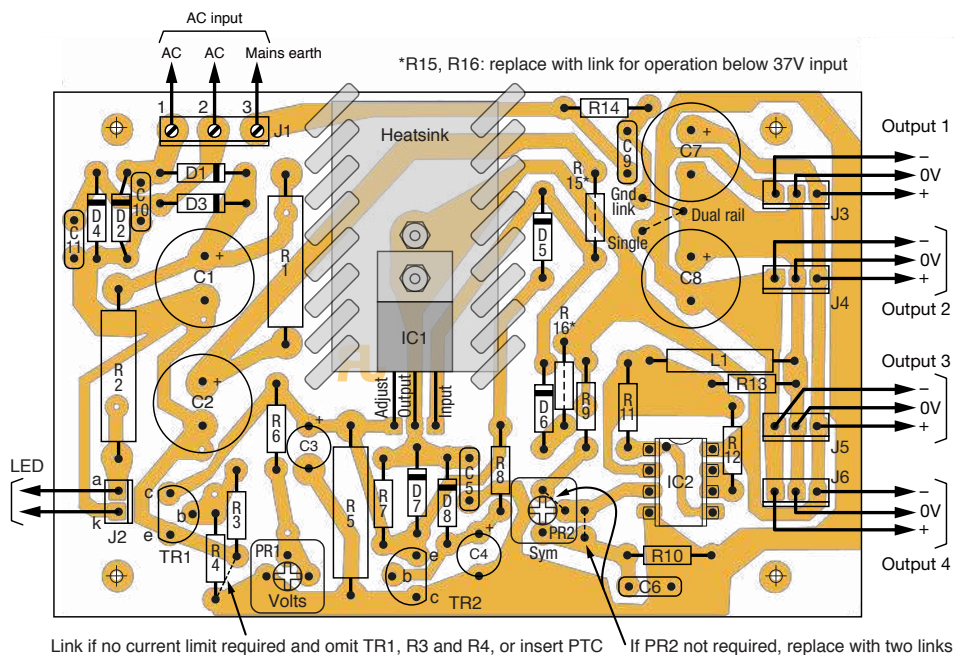 AC input
AC AC Mains earth
*R15, R16: replace with link for operation below 37V input
1 2 3
J1
Heatsink
R14
C9
C7
+
Output 1
–
0V
+
J3
D1
D3
D4
D2
C10
C11
R1
R15*
Gnd link
Dual rail
Single
D5
C1
+
C8
+
–
0V
+
J4
Output 2
IC1
R2
R16*
L1
R13
Output 3
–
0V
+
J5
C2
+
Adjust
Output
Input
D6
R9
R11
R12
R6
C3
+
R5
R7
D7
D8
C5
R8
IC2
J6
–
0V
+
Output 4
LED
a
k
J2
c
b
e
TR1
R3
R4
PR1
Volts
e
b
c
TR2
C4
+
PR2
Sym
R10
C6
Link if no current limit required and omit TR1, R3 and R4, or insert PTC
If PR2 not required, replace with two links